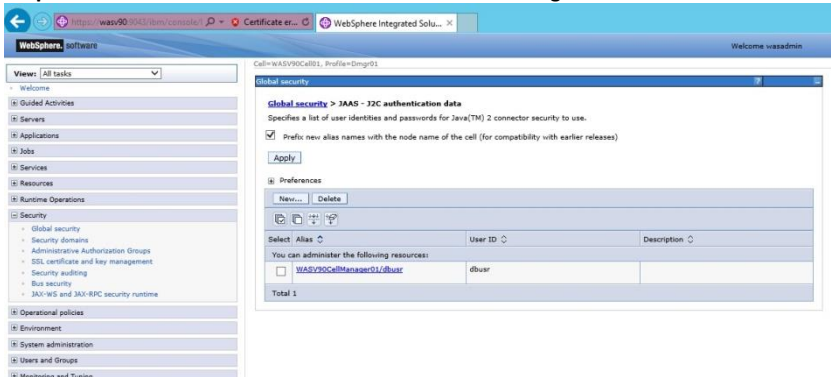 https://wasv90:9043/ibm/console/l
Certificate er...
WebSphere Integrated Solu...
WebSphere. software
Welcome wasadmin
View: All tasks
Welcome
Guided Activities
Servers
Applications
Jobs
Services
Resources
Runtime Operations
Security
Global security
Security domains
Administrative Authorization Groups
SSL certificate and key management
Security auditing
Bus security
JAX-WS and JAX-RPC security runtime
Operational policies
Environment
System administration
Users and Groups
Monitoring and Tuning
Cell=WASV90Cell01, Profile=Dmgr01
Global security
Global security > JAAS - J2C authentication data
Specifies a list of user identities and passwords for Java(TM) 2 connector security to use.
Prefix new alias names with the node name of the cell (for compatibility with earlier releases)
Apply
Preferences
New... Delete
Select Alias User ID Description
You can administer the following resources:
WASV90CellManager01/dbusr dbusr
Total 1